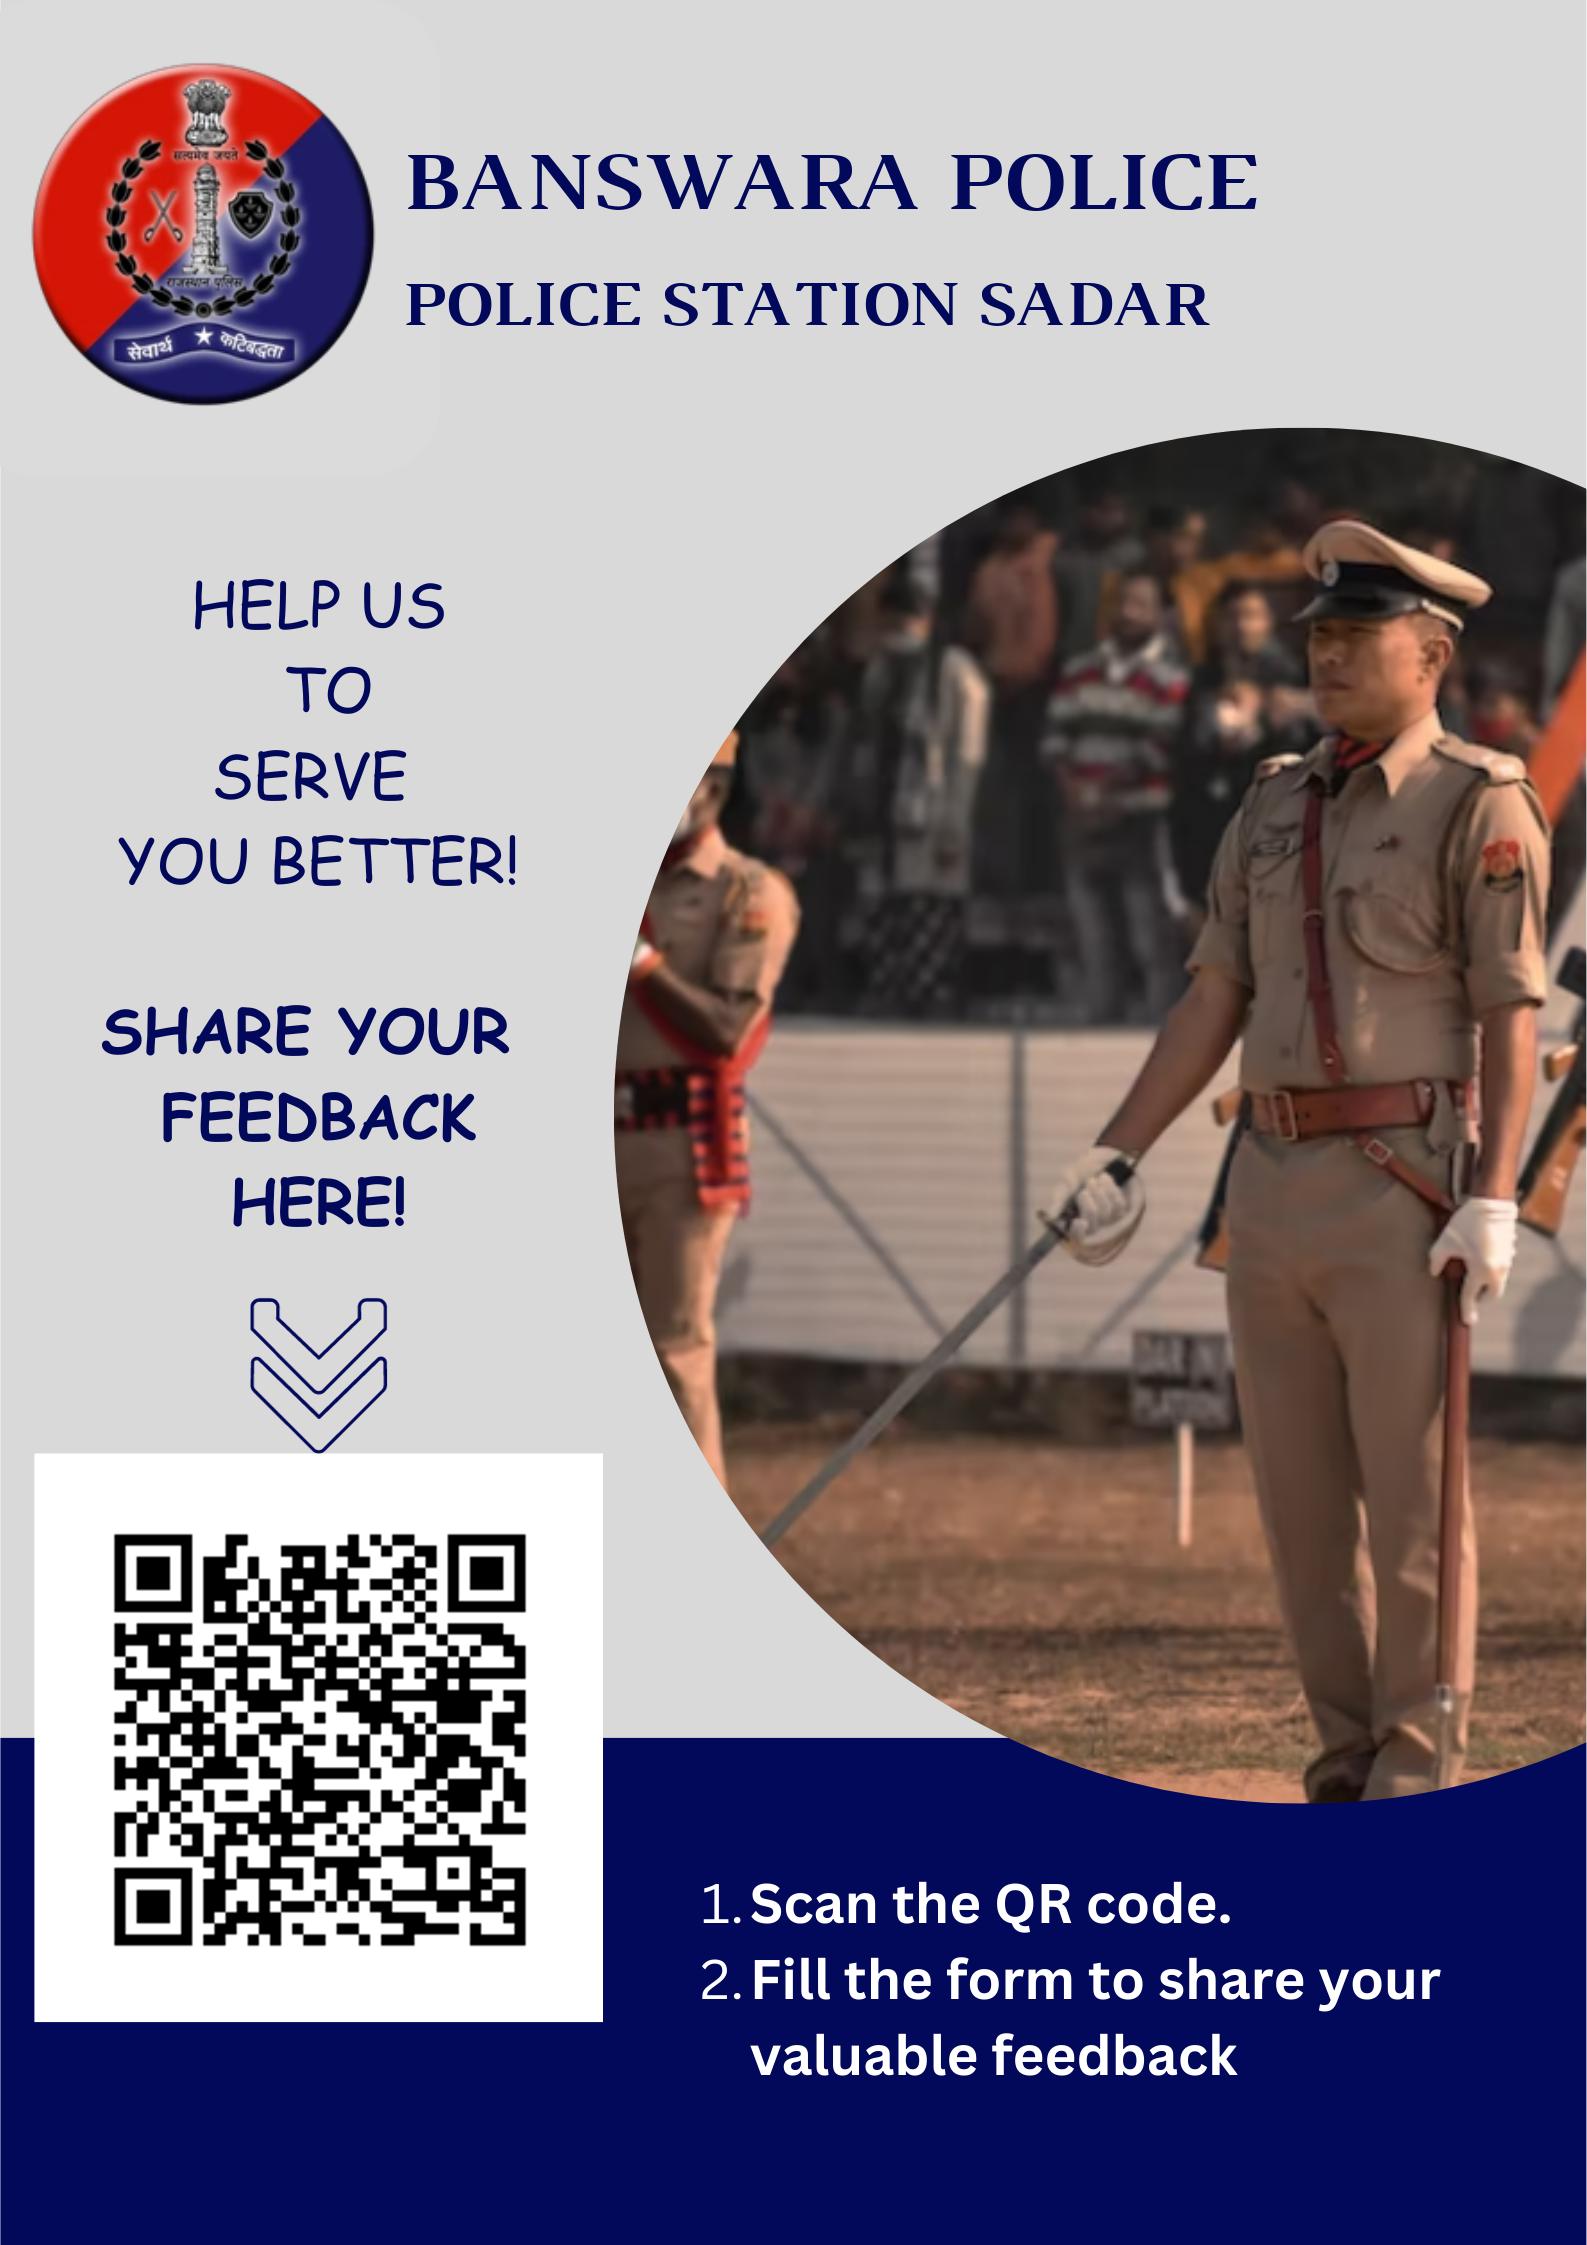 सत्यमेव जयते
राजस्थान पुलिस
सेवार्थ ★ कटिबद्धता
BANSWARA POLICE
POLICE STATION SADAR
HELP US
TO
SERVE
YOU BETTER!
SHARE YOUR
FEEDBACK
HERE!
1. Scan the QR code.
2. Fill the form to share your
valuable feedback